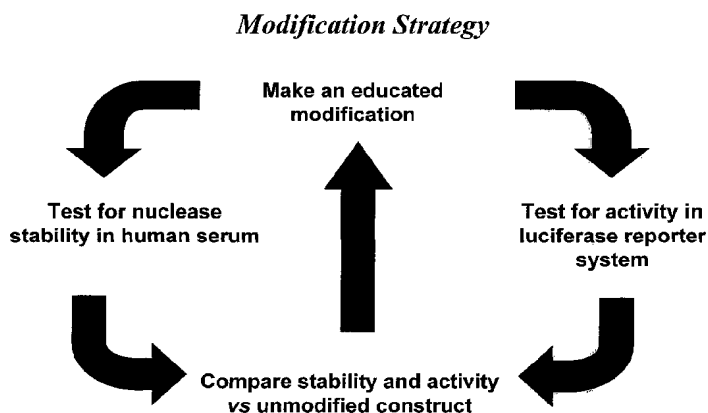 Modification Strategy
Make an educated
modification
Test for nuclease
stability in human serum
Test for activity in
luciferase reporter
system
Compare stability and activity
vs unmodified construct